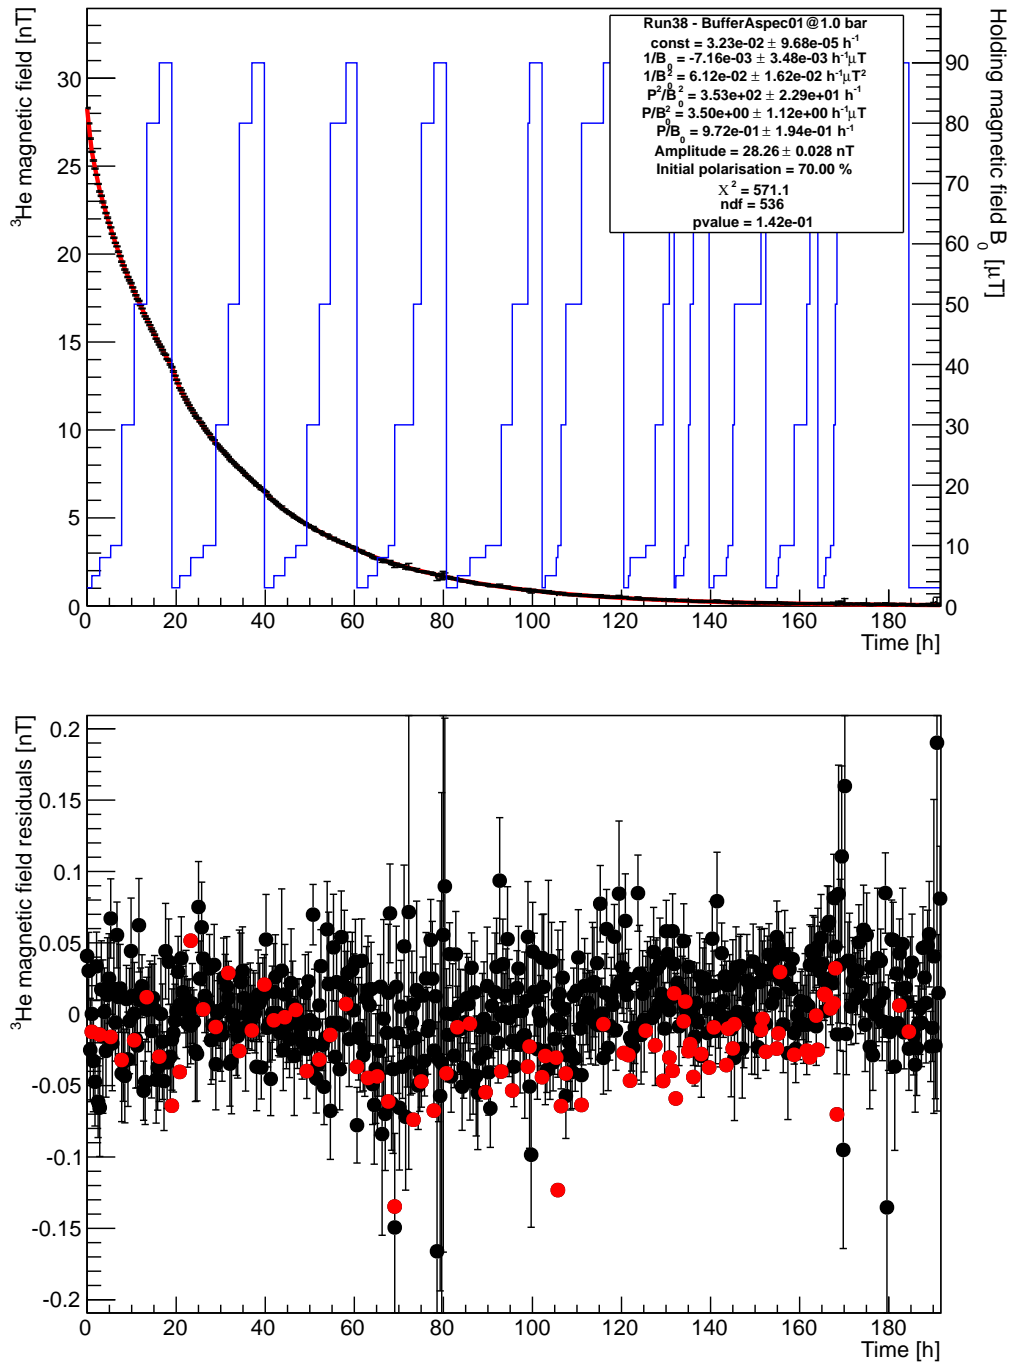 ³He magnetic field [nT]
30
25
20
15
10
5
0
Run38 - BufferAspec01@1.0 bar
const = 3.23e-02 ± 9.68e-05 h⁻¹
1/B₀ = -7.16e-03 ± 3.48e-03 h⁻¹μT
1/B₀² = 6.12e-02 ± 1.62e-02 h⁻¹μT²
P²/B₀² = 3.53e+02 ± 2.29e+01 h⁻¹
P/B₀² = 3.50e+00 ± 1.12e+00 h⁻¹μT
P/B₀ = 9.72e-01 ± 1.94e-01 h⁻¹
Amplitude = 28.26 ± 0.028 nT
Initial polarisation = 70.00 %
Χ² = 571.1
ndf = 536
pvalue = 1.42e-01
Holding magnetic field B₀ [μT]
90
80
70
60
50
40
30
20
10
0
0 20 40 60 80 100 120 140 160 180
Time [h]
³He magnetic field residuals [nT]
0.2
0.15
0.1
0.05
0
-0.05
-0.1
-0.15
-0.2
0 20 40 60 80 100 120 140 160 180
Time [h]